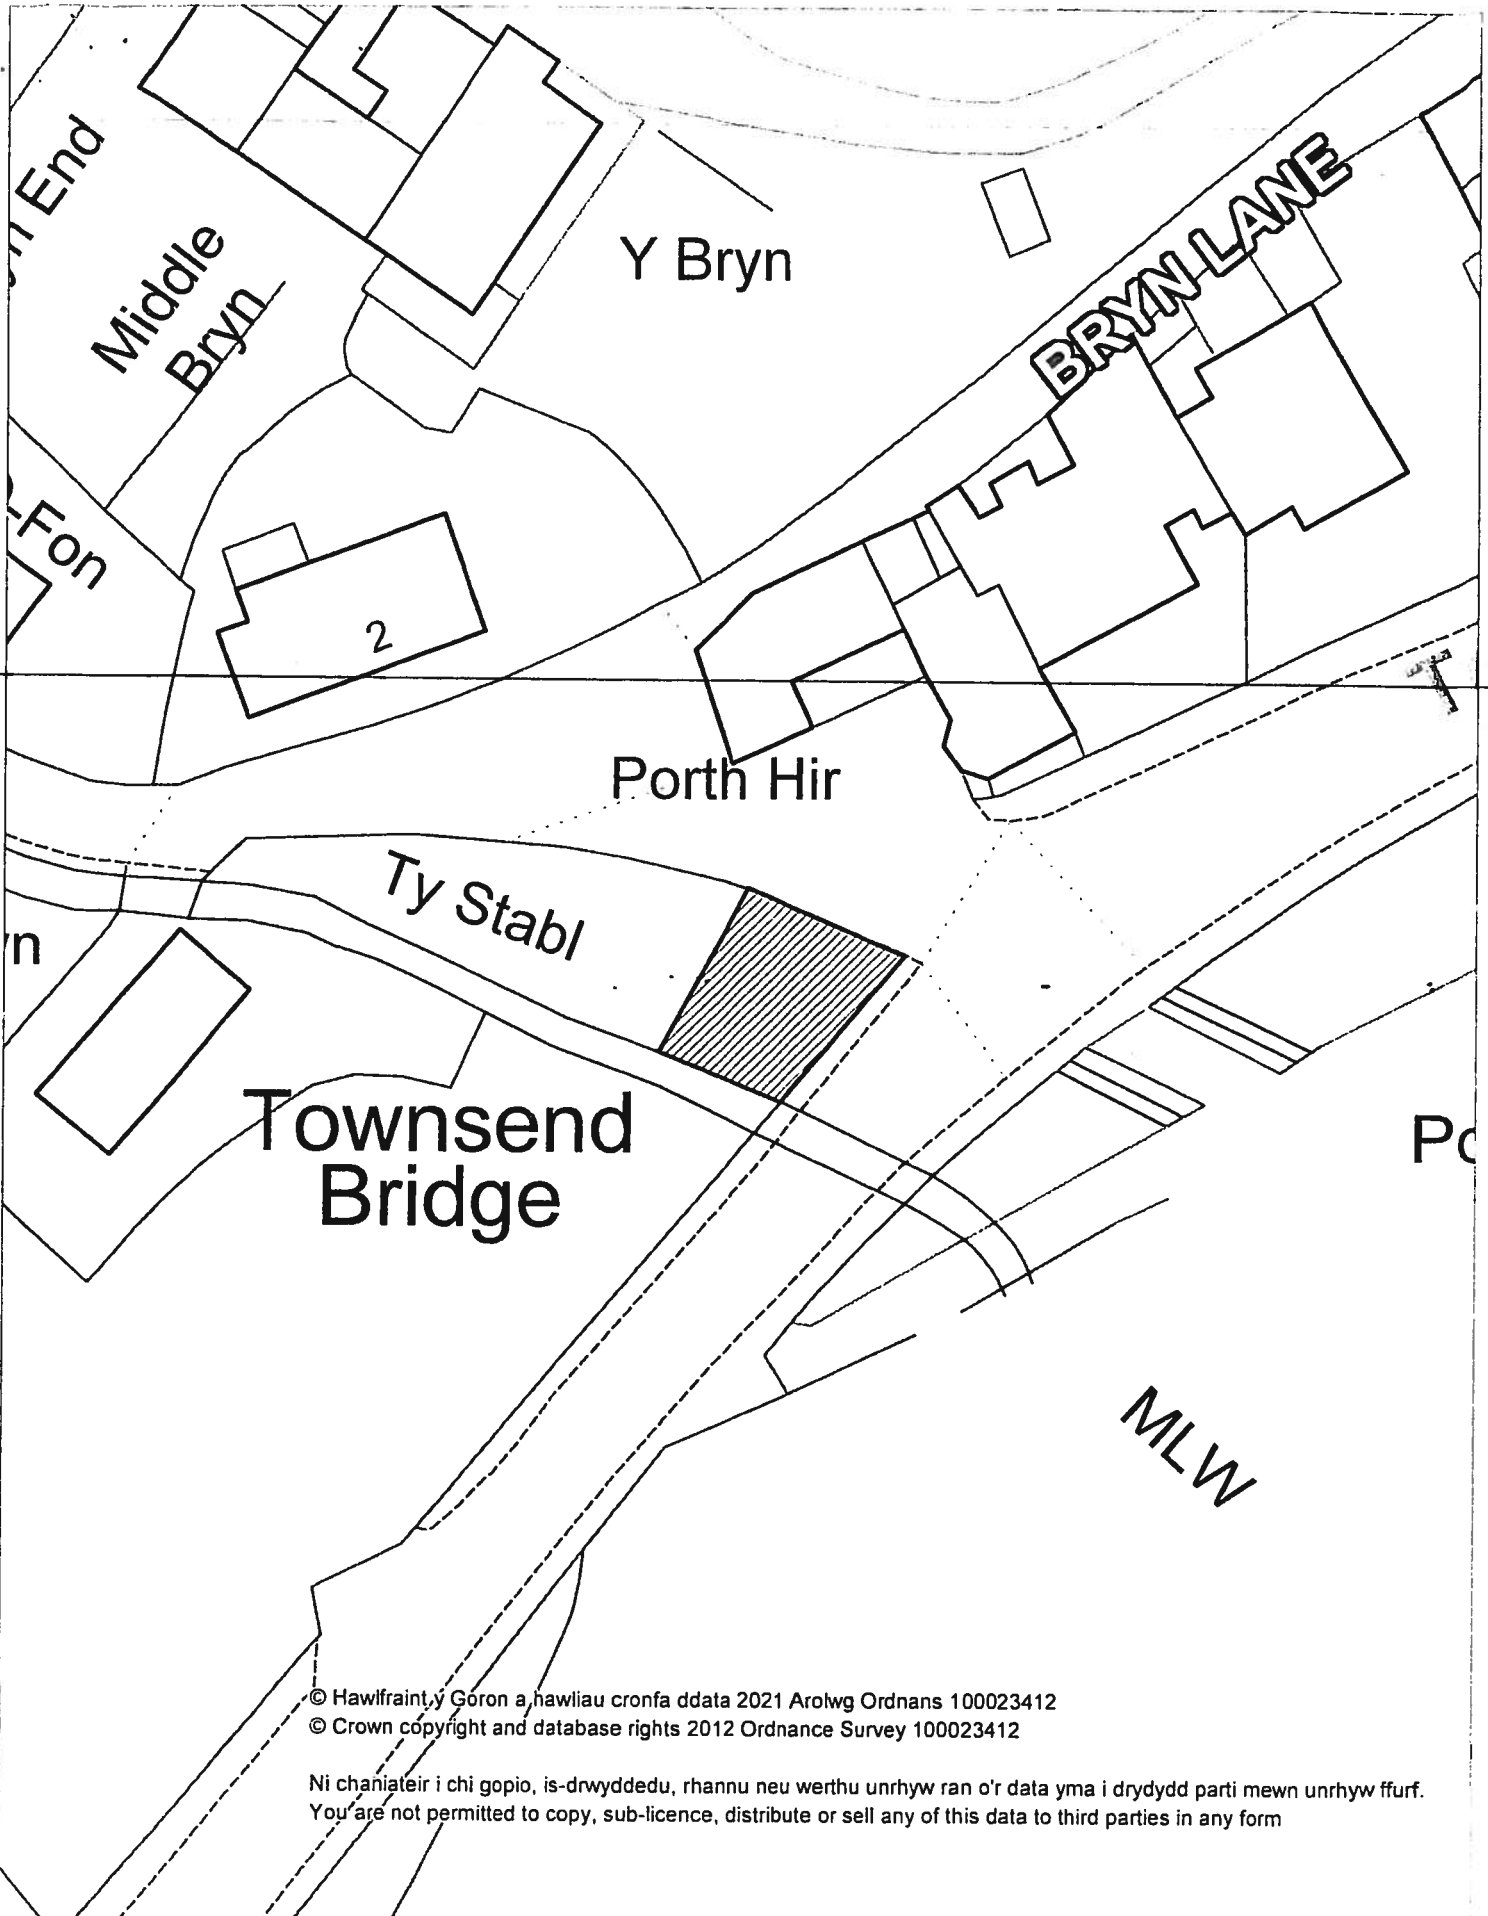 End
Middle
Bryn
Y Bryn
BRYN LANE
-Fon
2
T
Porth Hir
Ty Stabl
Townsend
Bridge
MLW
© Hawlfraint y Goron a hawliau cronfa ddata 2021 Arolwg Ordnans 100023412
© Crown copyright and database rights 2012 Ordnance Survey 100023412
Ni chaniateir i chi gopio, is-drwyddedu, rhannu neu werthu unrhyw ran o'r data yma i drydydd parti mewn unrhyw ffurf.
You are not permitted to copy, sub-licence, distribute or sell any of this data to third parties in any form